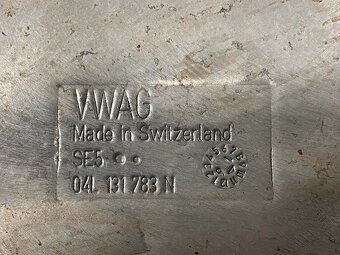 VWAG
Made in Switzerland
SE5
04L 131 783 N